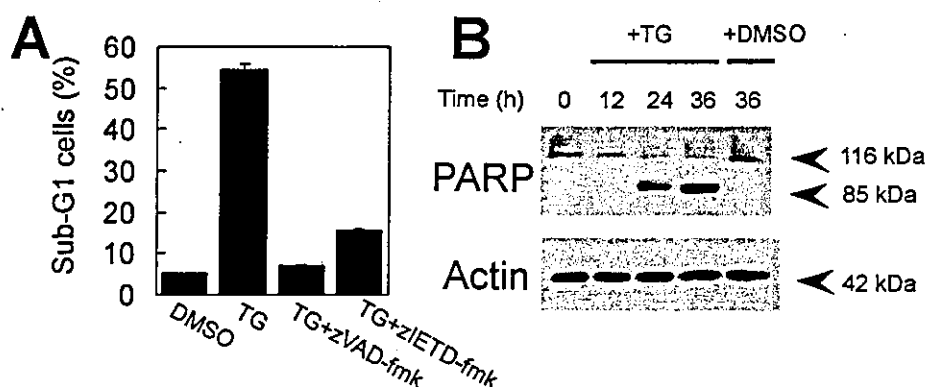 A
Sub-G1 cells (%)
60
50
40
30
20
10
0
DMSO
TG
TG+zVAD-fmk
TG+zIETD-fmk
B
+TG +DMSO
Time (h) 0 12 24 36 36
PARP
116 kDa
85 kDa
Actin
42 kDa